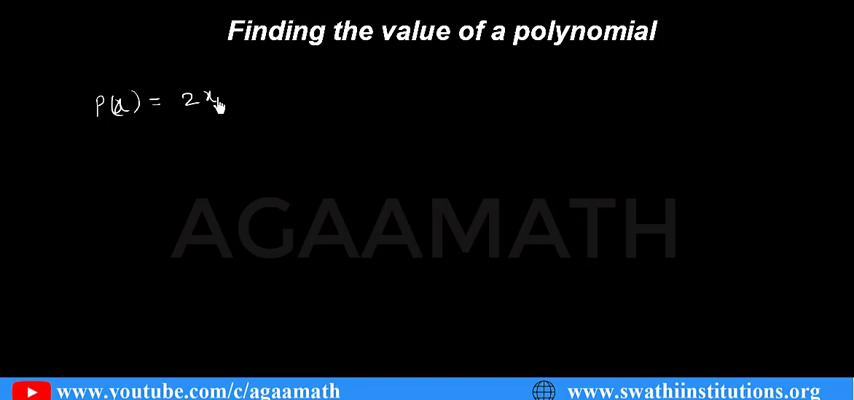 Finding the value of a polynomial
P(x) = 2x
AGAAMATH
www.youtube.com/c/agaamath www.swathiinstitutions.org